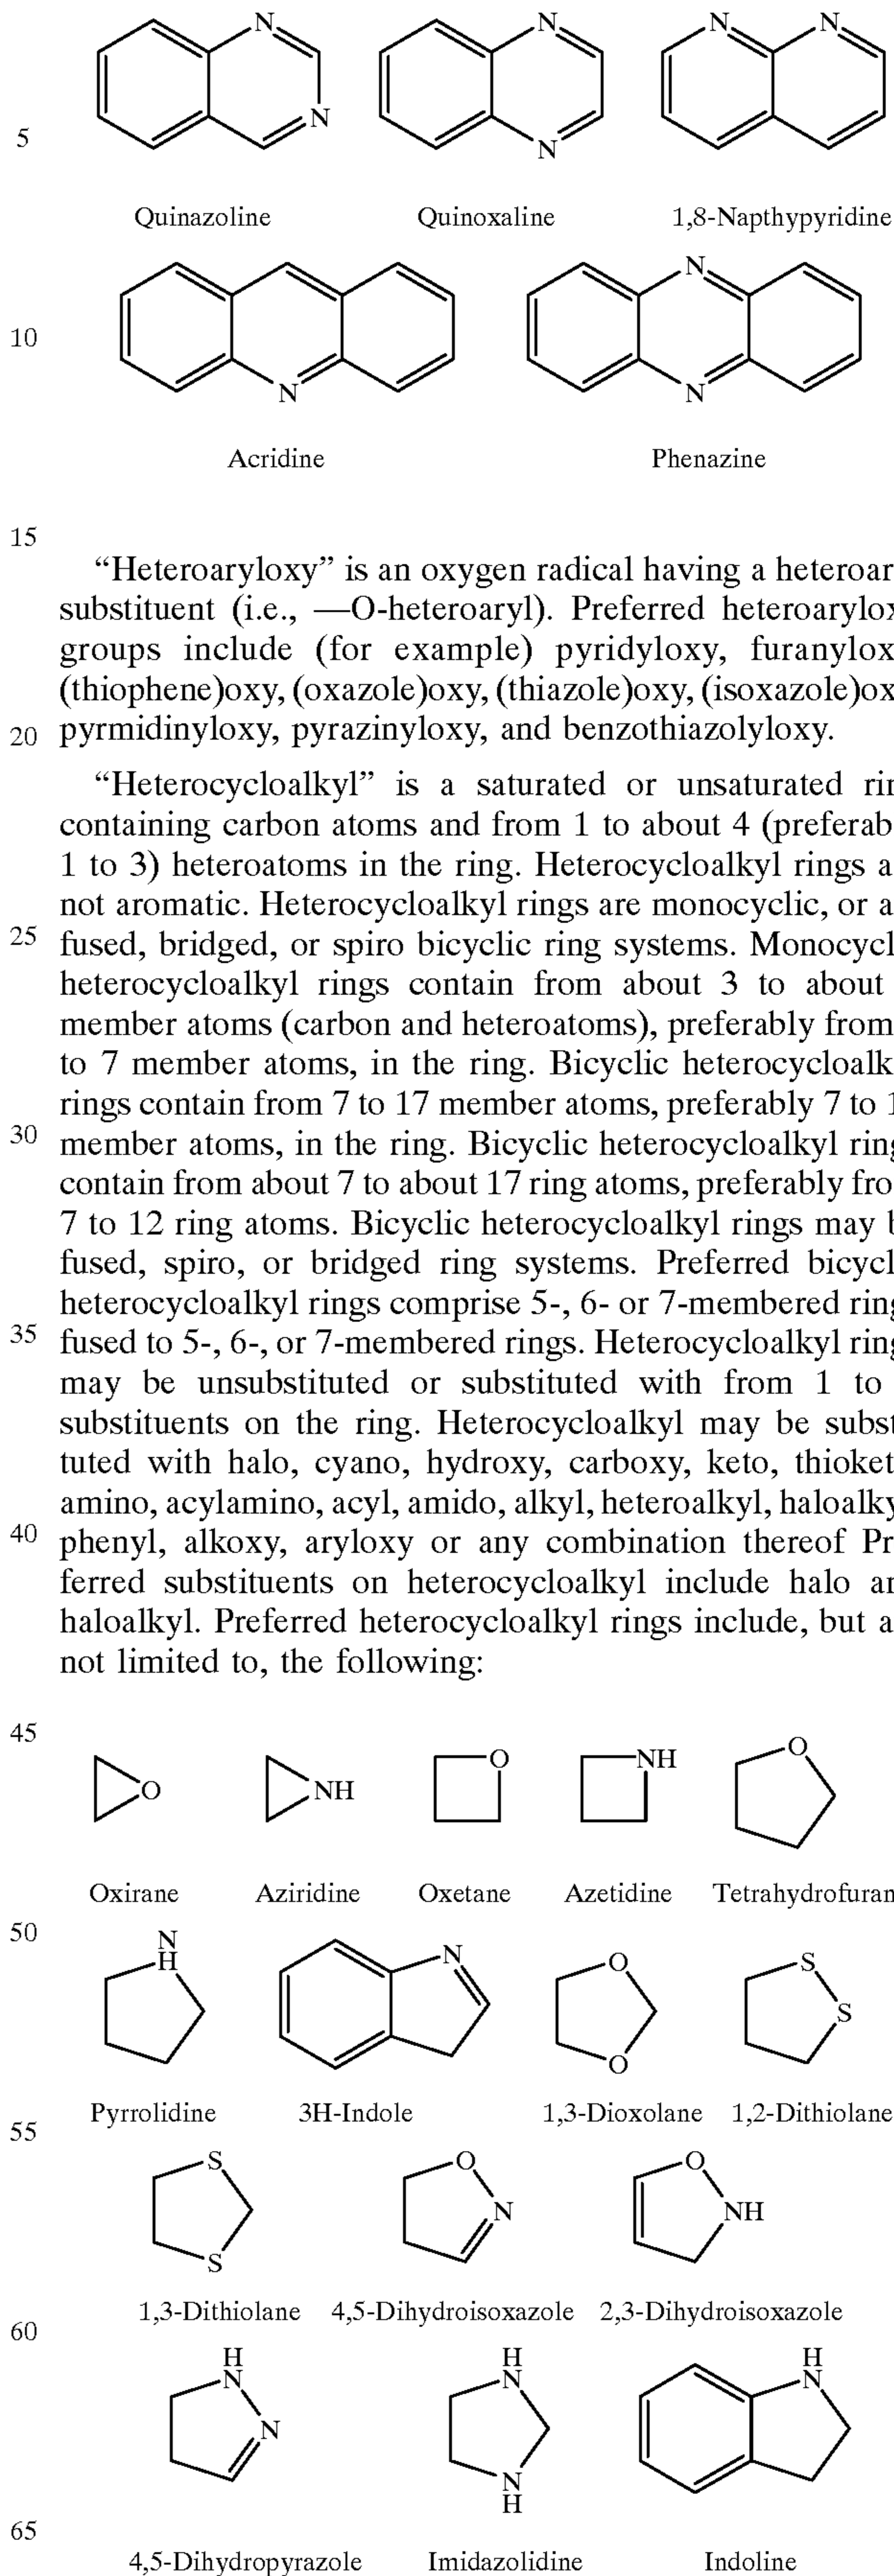 N N N N
5 N N
Quinazoline Quinoxaline 1,8-Napthypyridine
N
10
N N
Acridine Phenazine
15
“Heteroaryloxy” is an oxygen radical having a heteroar
substituent (i.e., —O-heteroaryl). Preferred heteroarylox
groups include (for example) pyridyloxy, furanylox
(thiophene)oxy, (oxazole)oxy, (thiazole)oxy, (isoxazole)ox
20 pyrmidinyloxy, pyrazinyloxy, and benzothiazolyloxy.
“Heterocycloalkyl” is a saturated or unsaturated rin
containing carbon atoms and from 1 to about 4 (preferab
1 to 3) heteroatoms in the ring. Heterocycloalkyl rings a
not aromatic. Heterocycloalkyl rings are monocyclic, or a
25 fused, bridged, or spiro bicyclic ring systems. Monocycl
heterocycloalkyl rings contain from about 3 to about
member atoms (carbon and heteroatoms), preferably from
to 7 member atoms, in the ring. Bicyclic heterocycloalk
rings contain from 7 to 17 member atoms, preferably 7 to 1
30 member atoms, in the ring. Bicyclic heterocycloalkyl ring
contain from about 7 to about 17 ring atoms, preferably fro
7 to 12 ring atoms. Bicyclic heterocycloalkyl rings may b
fused, spiro, or bridged ring systems. Preferred bicycl
heterocycloalkyl rings comprise 5-, 6- or 7-membered ring
35 fused to 5-, 6-, or 7-membered rings. Heterocycloalkyl ring
may be unsubstituted or substituted with from 1 to
substituents on the ring. Heterocycloalkyl may be subst
tuted with halo, cyano, hydroxy, carboxy, keto, thioket
amino, acylamino, acyl, amido, alkyl, heteroalkyl, haloalky
40 phenyl, alkoxy, aryloxy or any combination thereof Pr
ferred substituents on heterocycloalkyl include halo an
haloalkyl. Preferred heterocycloalkyl rings include, but a
not limited to, the following:
45
O NH O NH O
Oxirane Aziridine Oxetane Azetidine Tetrahydrofuran
50 N
H N O S
S
O
Pyrrolidine 3H-Indole 1,3-Dioxolane 1,2-Dithiolane
55
S O O
N NH
S
1,3-Dithiolane 4,5-Dihydroisoxazole 2,3-Dihydroisoxazole
60
H H H
N N N
N
N
H
65
4,5-Dihydropyrazole Imidazolidine Indoline